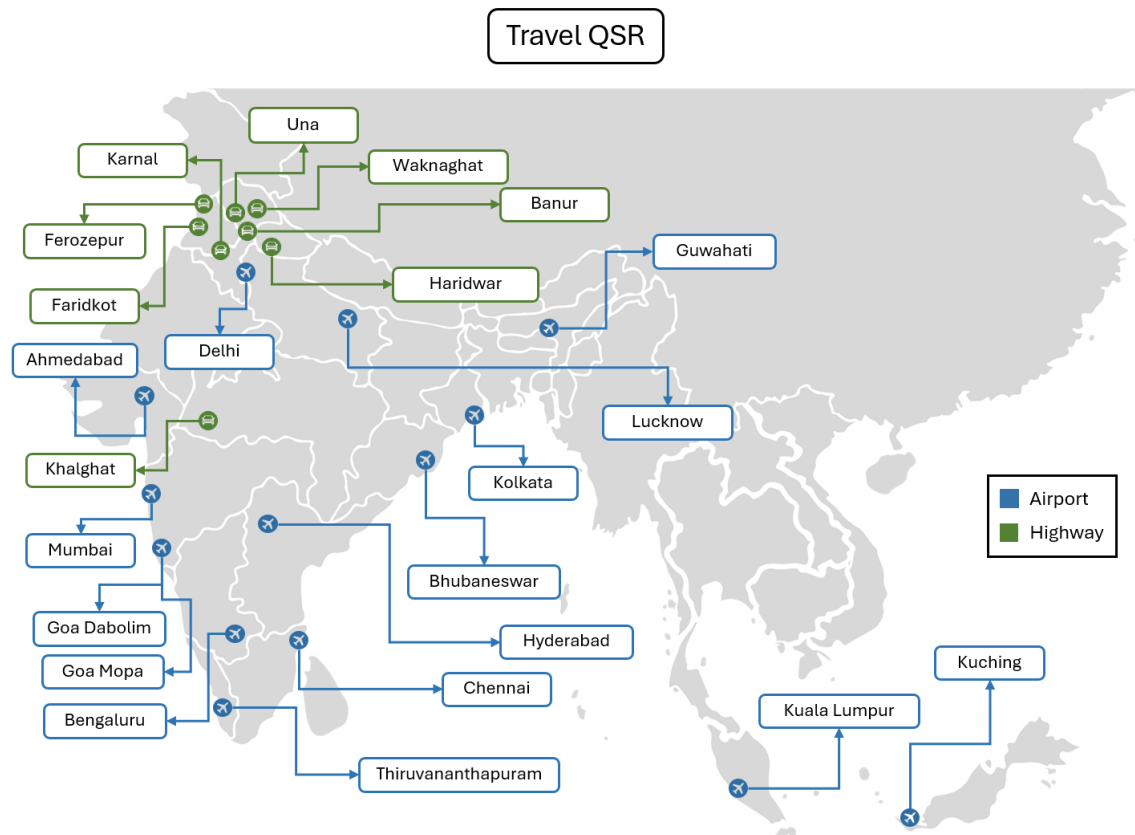 Travel QSR
Una
Karnal
Waknaghat
Banur
Ferozepur
Guwahati
Haridwar
Faridkot
Delhi
Ahmedabad
Lucknow
Khalghat
Kolkata
Airport
Highway
Mumbai
Bhubaneswar
Goa Dabolim
Hyderabad
Goa Mopa
Kuching
Chennai
Kuala Lumpur
Bengaluru
Thiruvananthapuram